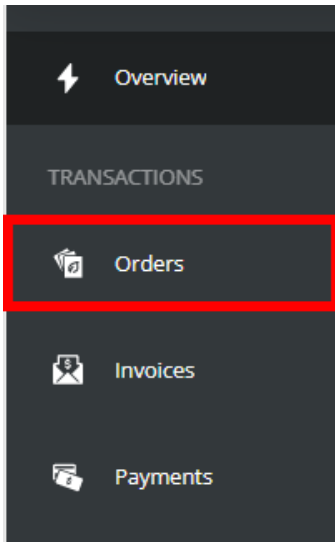 Overview
TRANSACTIONS
Orders
Invoices
Payments